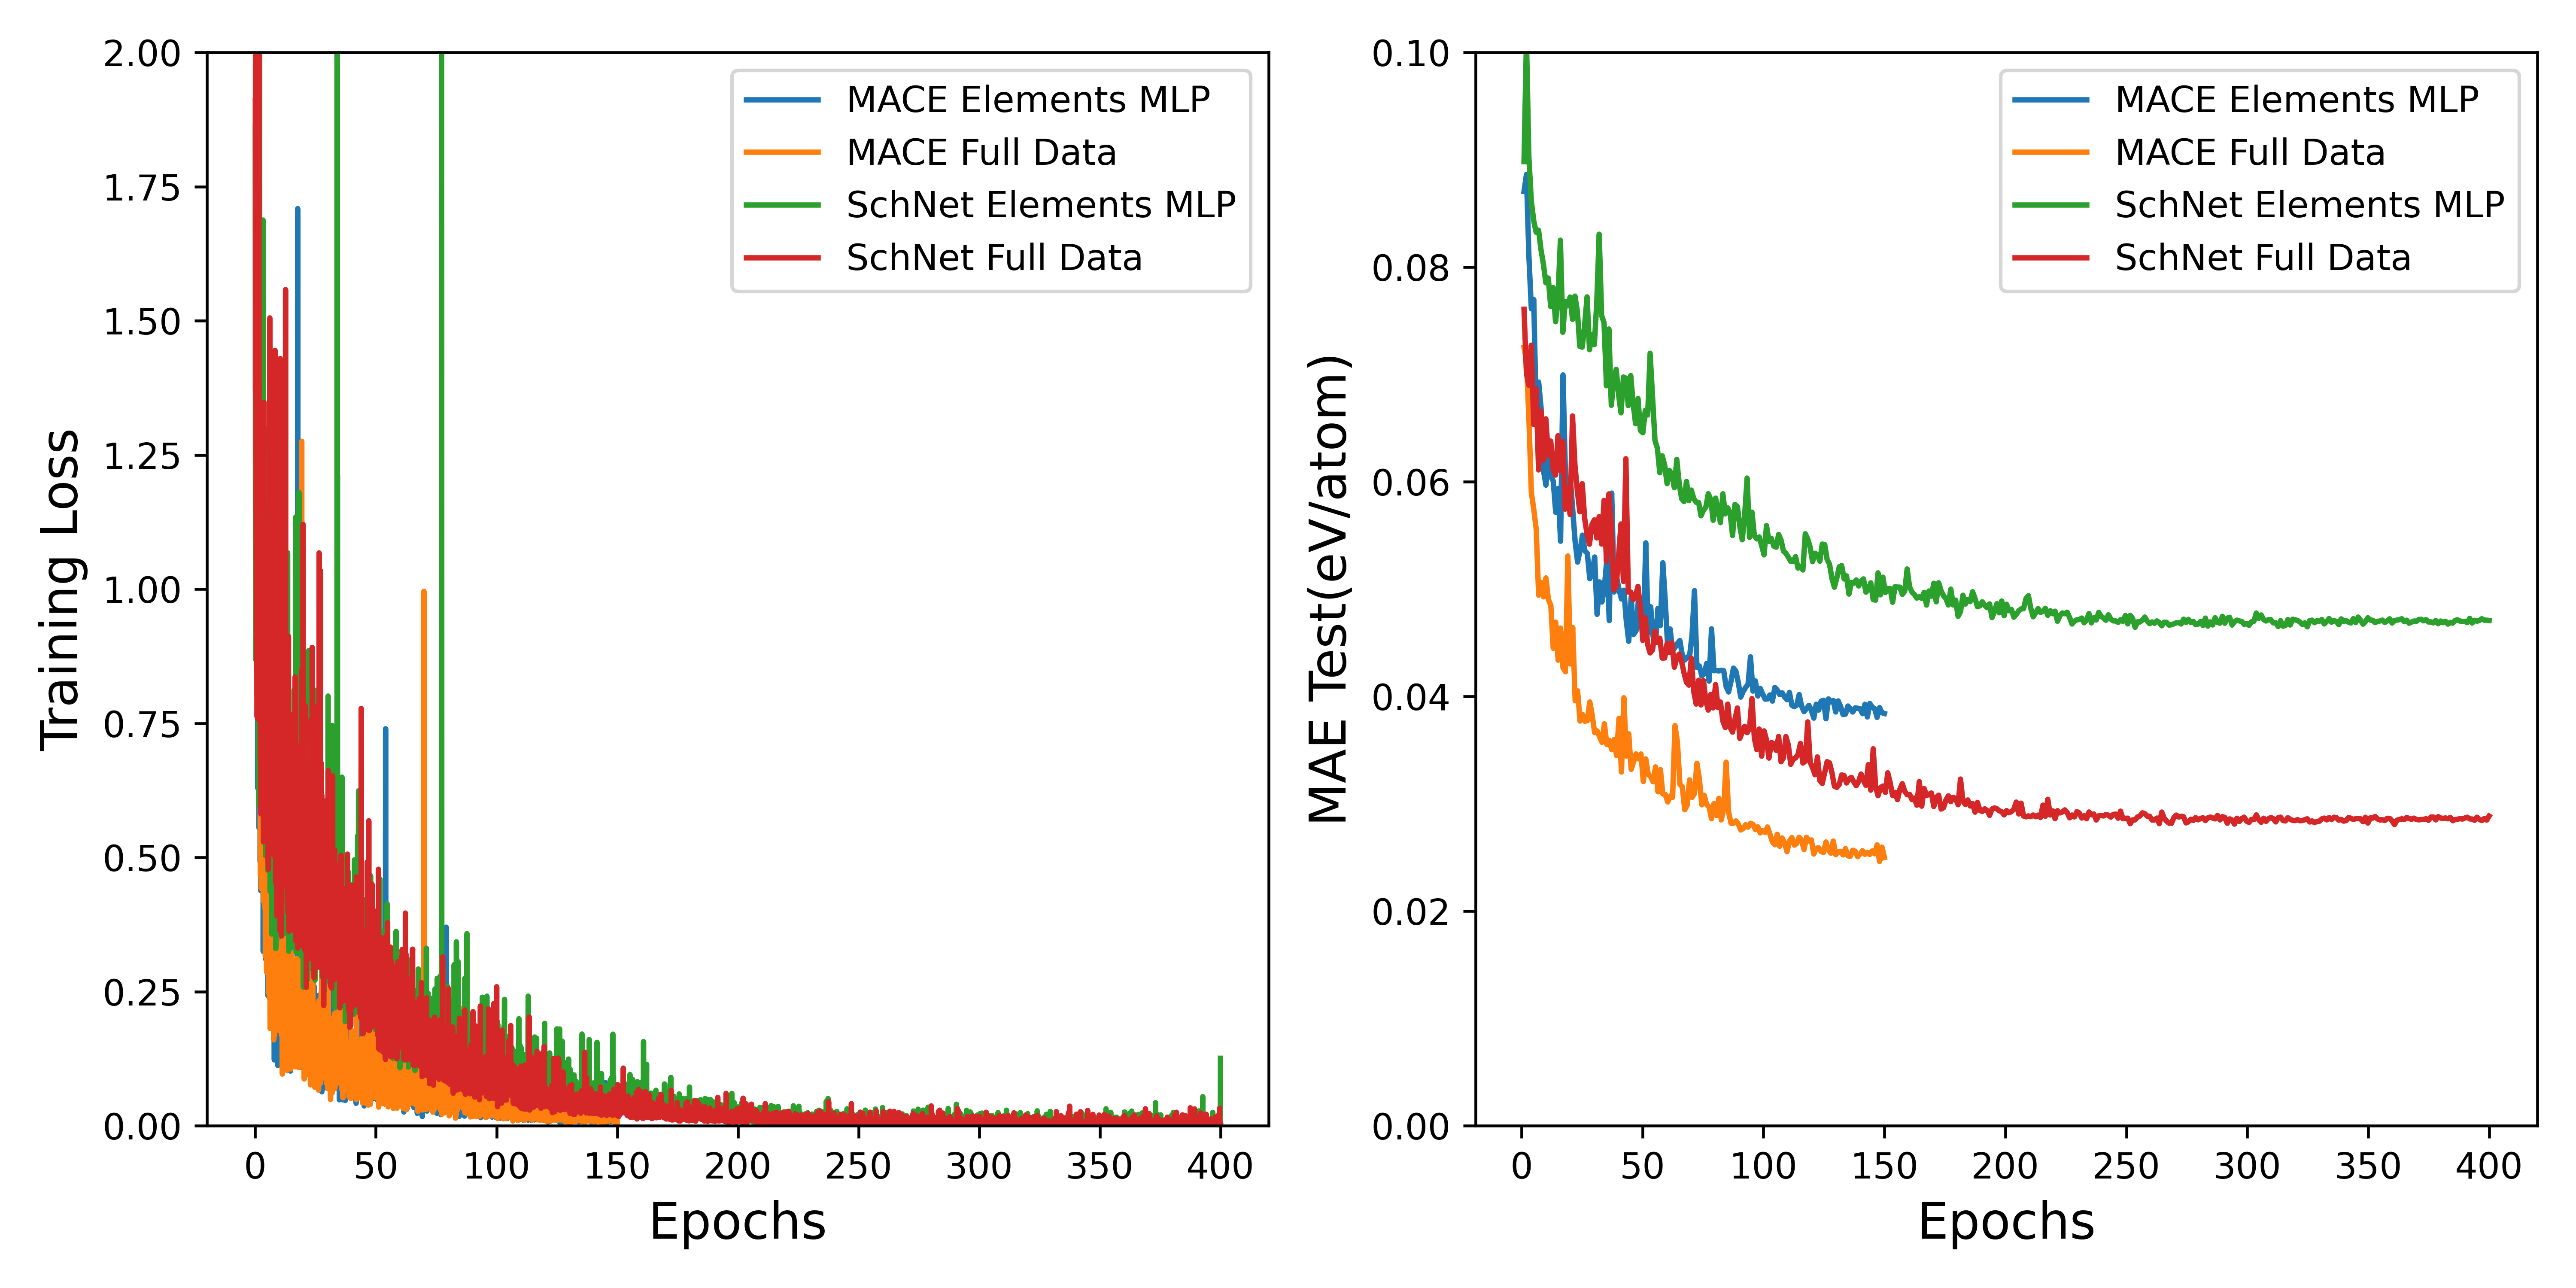 2.00
1.75
1.50
1.25
1.00
0.75
0.50
0.25
0.00
Training Loss
0 50 100 150 200 250 300 350 400
Epochs
MACE Elements MLP
MACE Full Data
SchNet Elements MLP
SchNet Full Data
0.10
0.08
0.06
0.04
0.02
0.00
MAE Test(eV/atom)
0 50 100 150 200 250 300 350 400
Epochs
MACE Elements MLP
MACE Full Data
SchNet Elements MLP
SchNet Full Data